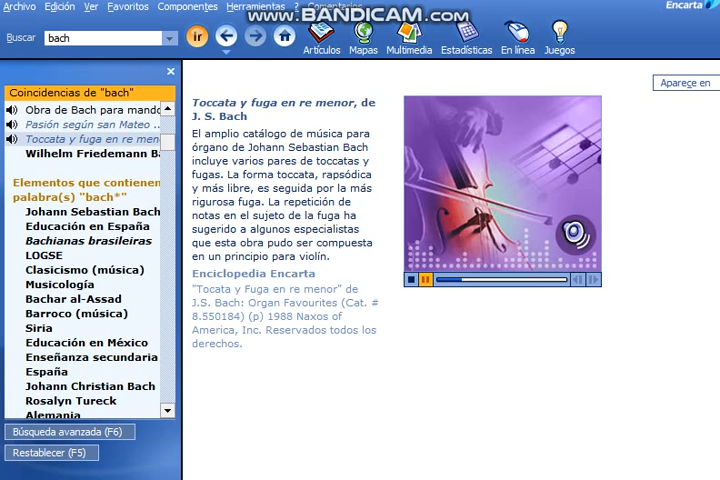 Archivo Edición Ver Favoritos Componentes Herramientas ? Comentarios
www.BANDICAM.com
Encarta
Buscar bach
ir
Artículos Mapas Multimedia Estadísticas En línea Juegos
Coincidencias de "bach"
Obra de Bach para mando
Pasión según san Mateo ...
Toccata y fuga en re men
Wilhelm Friedemann Ba
Elementos que contienen
palabra(s) "bach*"
Johann Sebastian Bach
Educación en España
Bachianas brasileiras
LOGSE
Clasicismo (música)
Musicología
Bachar al-Assad
Barroco (música)
Siria
Educación en México
Enseñanza secundaria
España
Johann Christian Bach
Rosalyn Tureck
Alemania
Búsqueda avanzada (F6)
Restablecer (F5)
Aparece en
Toccata y fuga en re menor, de
J. S. Bach
El amplio catálogo de música para
órgano de Johann Sebastian Bach
incluye varios pares de toccatas y
fugas. La forma toccata, rapsódica
y más libre, es seguida por la más
rigurosa fuga. La repetición de
notas en el sujeto de la fuga ha
sugerido a algunos especialistas
que esta obra pudo ser compuesta
en un principio para violín.
Enciclopedia Encarta
"Tocata y Fuga en re menor" de
J.S. Bach: Organ Favourites (Cat. #
8.550184) (p) 1988 Naxos of
America, Inc. Reservados todos los
derechos.